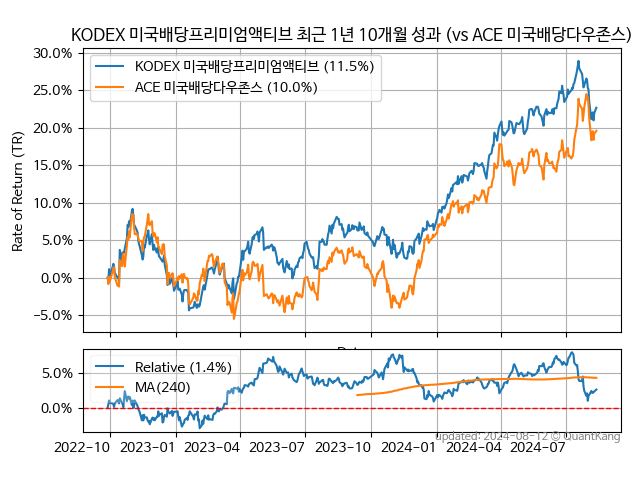 KODEX 미국배당프리미엄액티브 최근 1년 10개월 성과 (vs ACE 미국배당다우존스)
30.0%
25.0%
20.0%
15.0%
10.0%
5.0%
0.0%
−5.0%
Rate of Return (TR)
KODEX 미국배당프리미엄액티브 (11.5%)
ACE 미국배당다우존스 (10.0%)
5.0%
0.0%
Relative (1.4%)
MA(240)
updated: 2024-08-12 © QuantKang
2022-10 2023-01 2023-04 2023-07 2023-10 2024-01 2024-04 2024-07